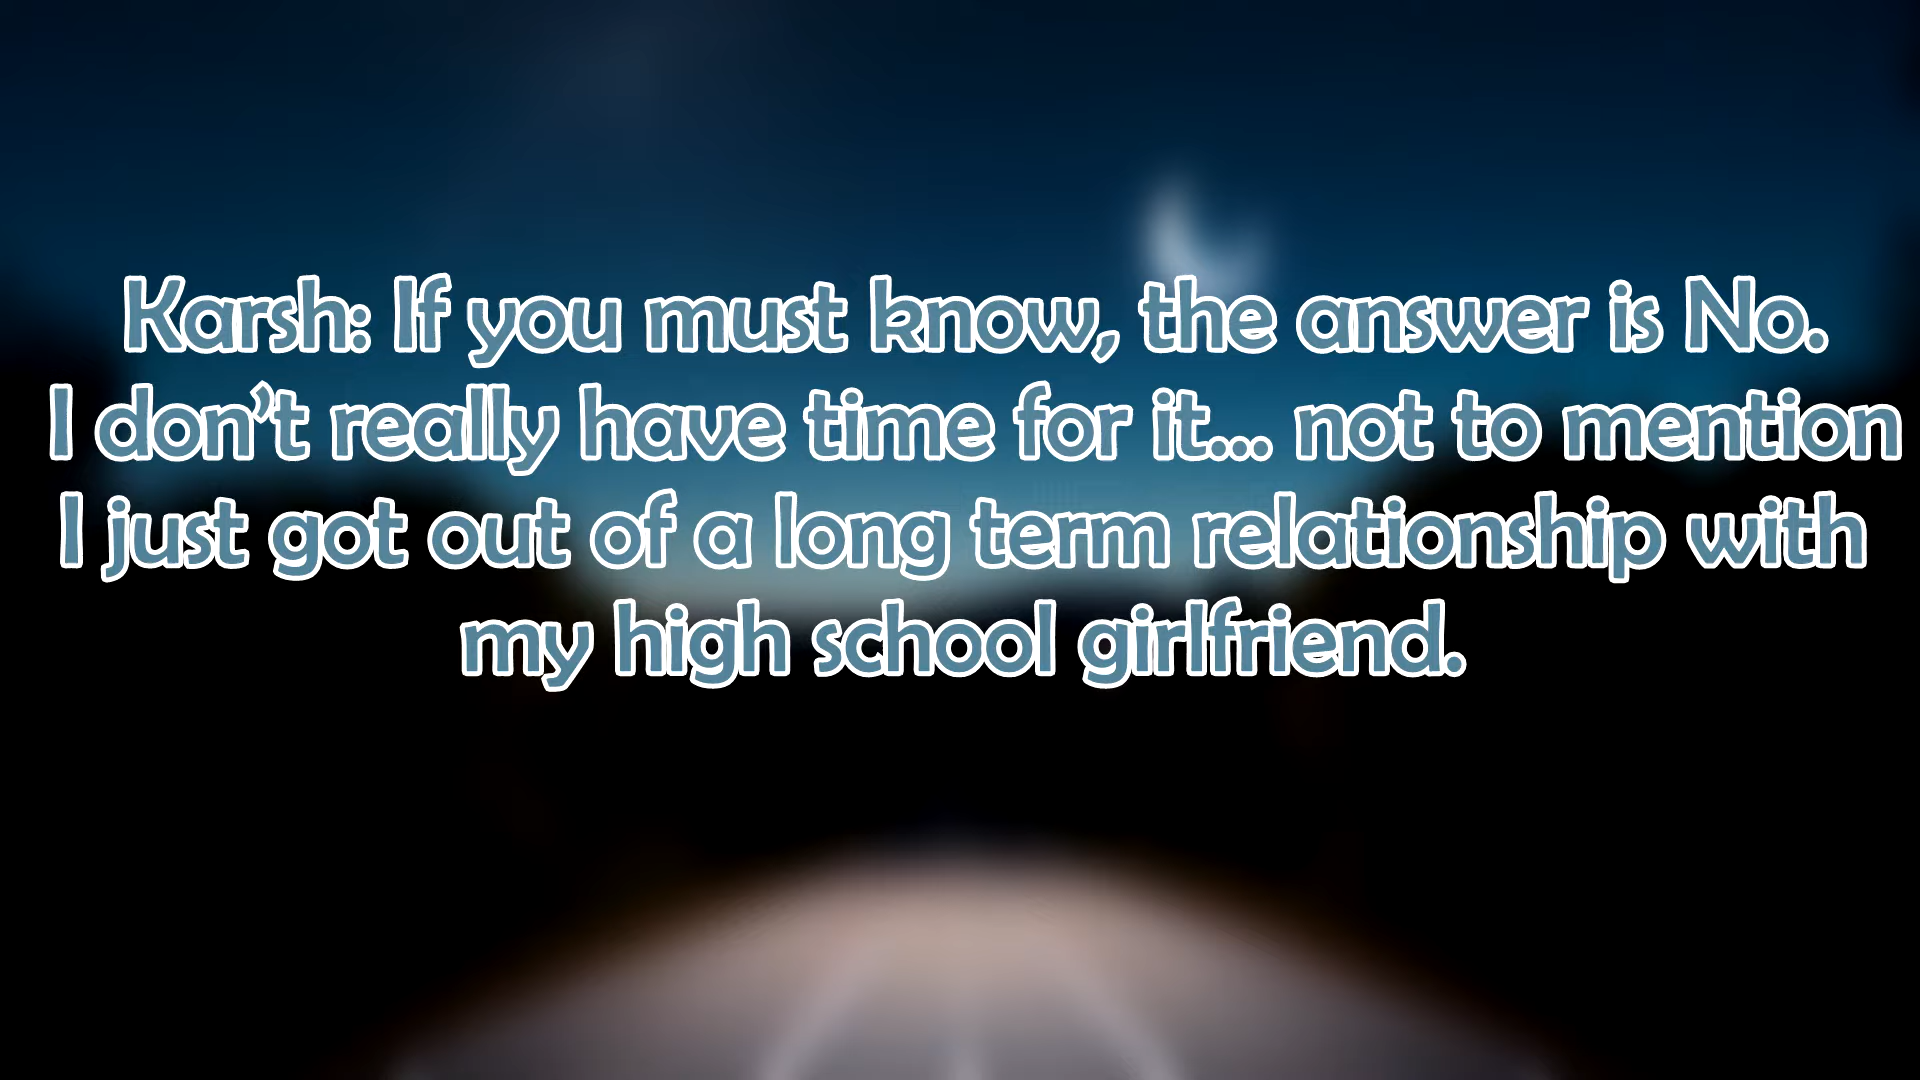 Karsh: If you must know, the answer is No.
I don’t really have time for it... not to mention
I just got out of a long term relationship with
my high school girlfriend.